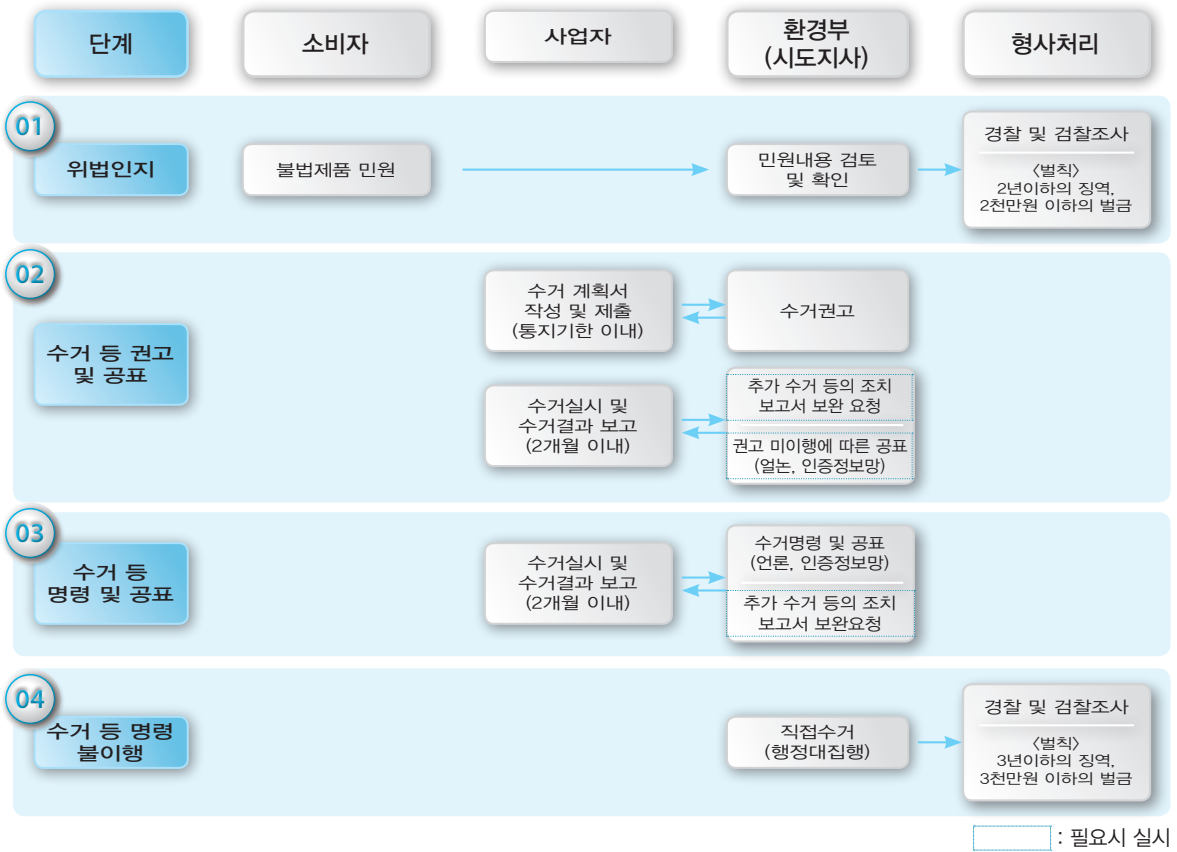 단계
소비자
사업자
환경부
(시도지사)
형사처리
01
위법인지
불법제품 민원
민원내용 검토
및 확인
경찰 및 검찰조사
〈벌칙〉
2년이하의 징역,
2천만원 이하의 벌금
02
수거 등 권고
및 공표
수거 계획서
작성 및 제출
(통지기한 이내)
수거권고
수거실시 및
수거결과 보고
(2개월 이내)
추가 수거 등의 조치
보고서 보완 요청
권고 미이행에 따른 공표
(얼논, 인증정보망)
03
수거 등
명령 및 공표
수거실시 및
수거결과 보고
(2개월 이내)
수거명령 및 공표
(언론, 인증정보망)
추가 수거 등의 조치
보고서 보완요청
04
수거 등 명령
불이행
직접수거
(행정대집행)
경찰 및 검찰조사
〈벌칙〉
3년이하의 징역,
3천만원 이하의 벌금
: 필요시 실시